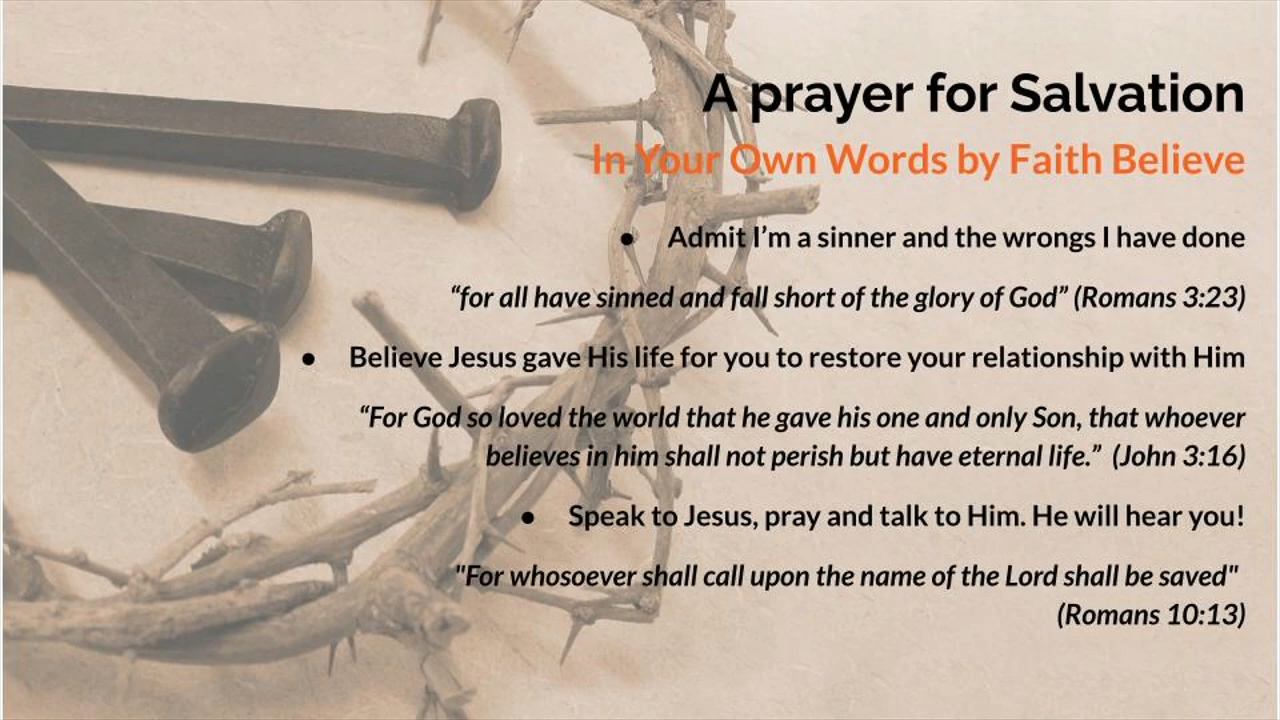 A prayer for Salvation
In Your Own Words by Faith Believe
● Admit I’m a sinner and the wrongs I have done
“for all have sinned and fall short of the glory of God” (Romans 3:23)
● Believe Jesus gave His life for you to restore your relationship with Him
“For God so loved the world that he gave his one and only Son, that whoever
believes in him shall not perish but have eternal life.” (John 3:16)
● Speak to Jesus, pray and talk to Him. He will hear you!
"For whosoever shall call upon the name of the Lord shall be saved"
(Romans 10:13)